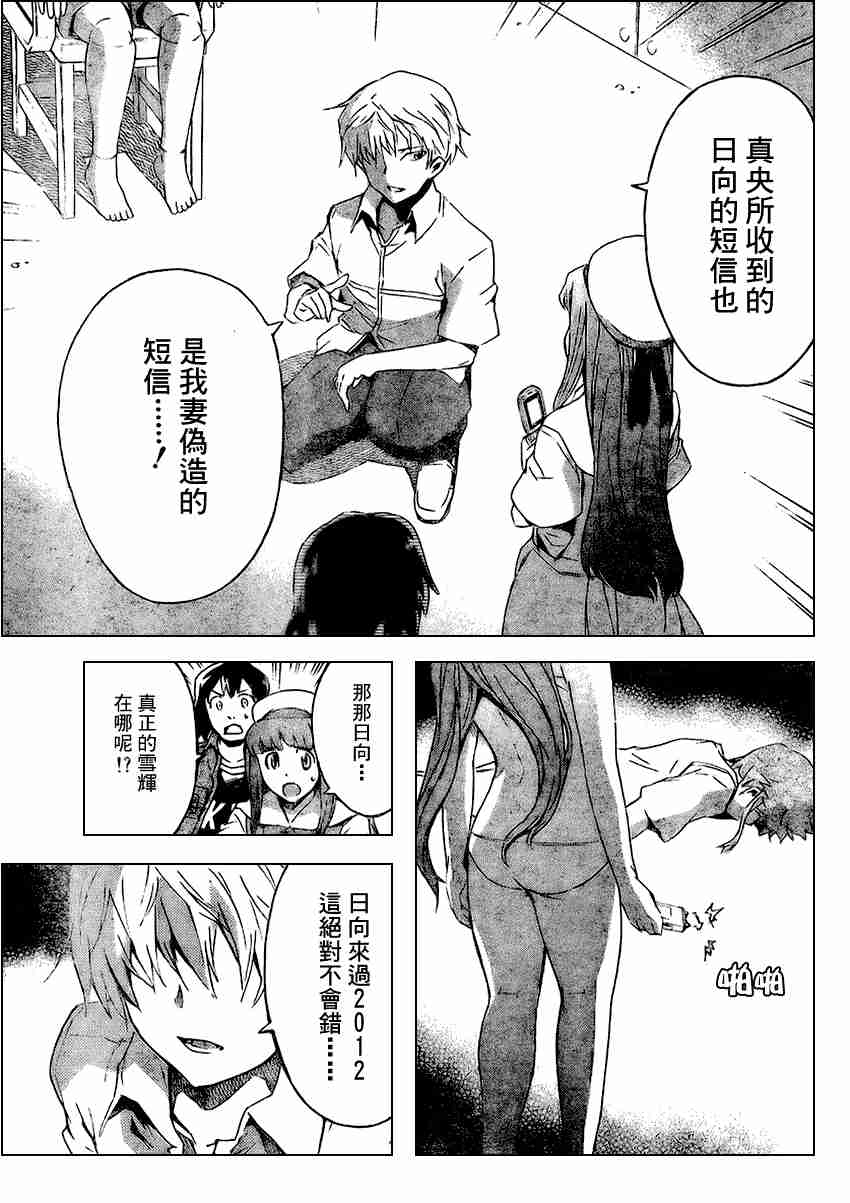 真央所收到的
日向的短信也
是我妻偽造的
短信……！
啪啪
那那日向…
真正的雪輝
在哪呢!?
日向來過2012
這絕對不會錯……